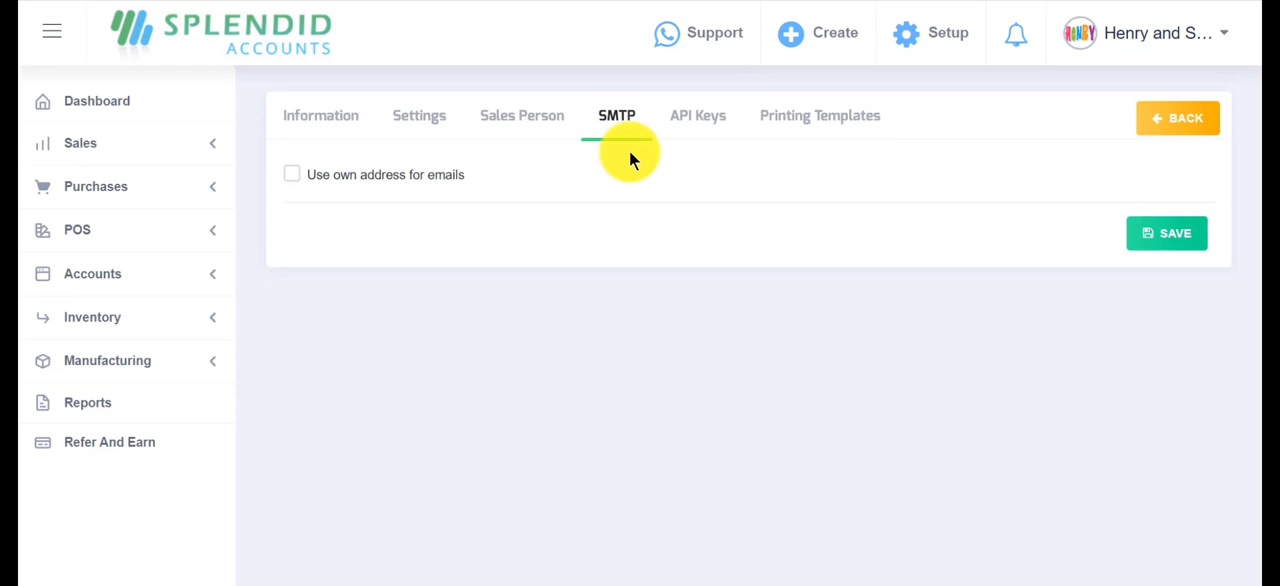 SPLENDID
ACCOUNTS
Support
Create
Setup
HENRY
Henry and S...
Dashboard
Sales
Purchases
POS
Accounts
Inventory
Manufacturing
Reports
Refer And Earn
Information Settings Sales Person SMTP API Keys Printing Templates
BACK
Use own address for emails
SAVE